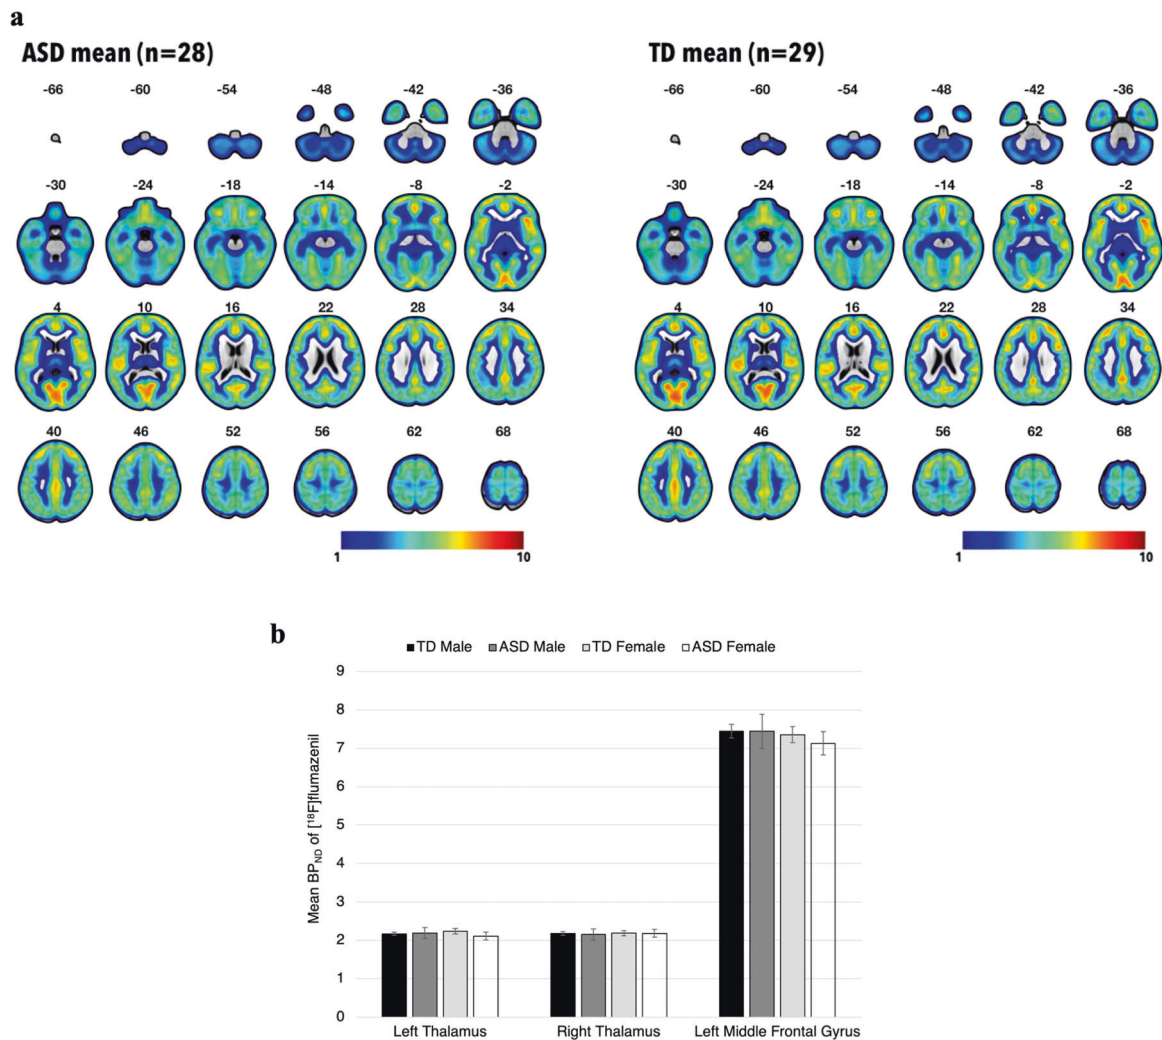 a
ASD mean (n=28)
-66 -60 -54 -48 -42 -36
-30 -24 -18 -14 -8 -2
4 10 16 22 28 34
40 46 52 56 62 68
1 10
TD mean (n=29)
-66 -60 -54 -48 -42 -36
-30 -24 -18 -14 -8 -2
4 10 16 22 28 34
40 46 52 56 62 68
1 10
b
TD Male ASD Male TD Female ASD Female
Mean BPND of [¹⁸F]flumazenil
9
8
7
6
5
4
3
2
1
0
Left Thalamus Right Thalamus Left Middle Frontal Gyrus